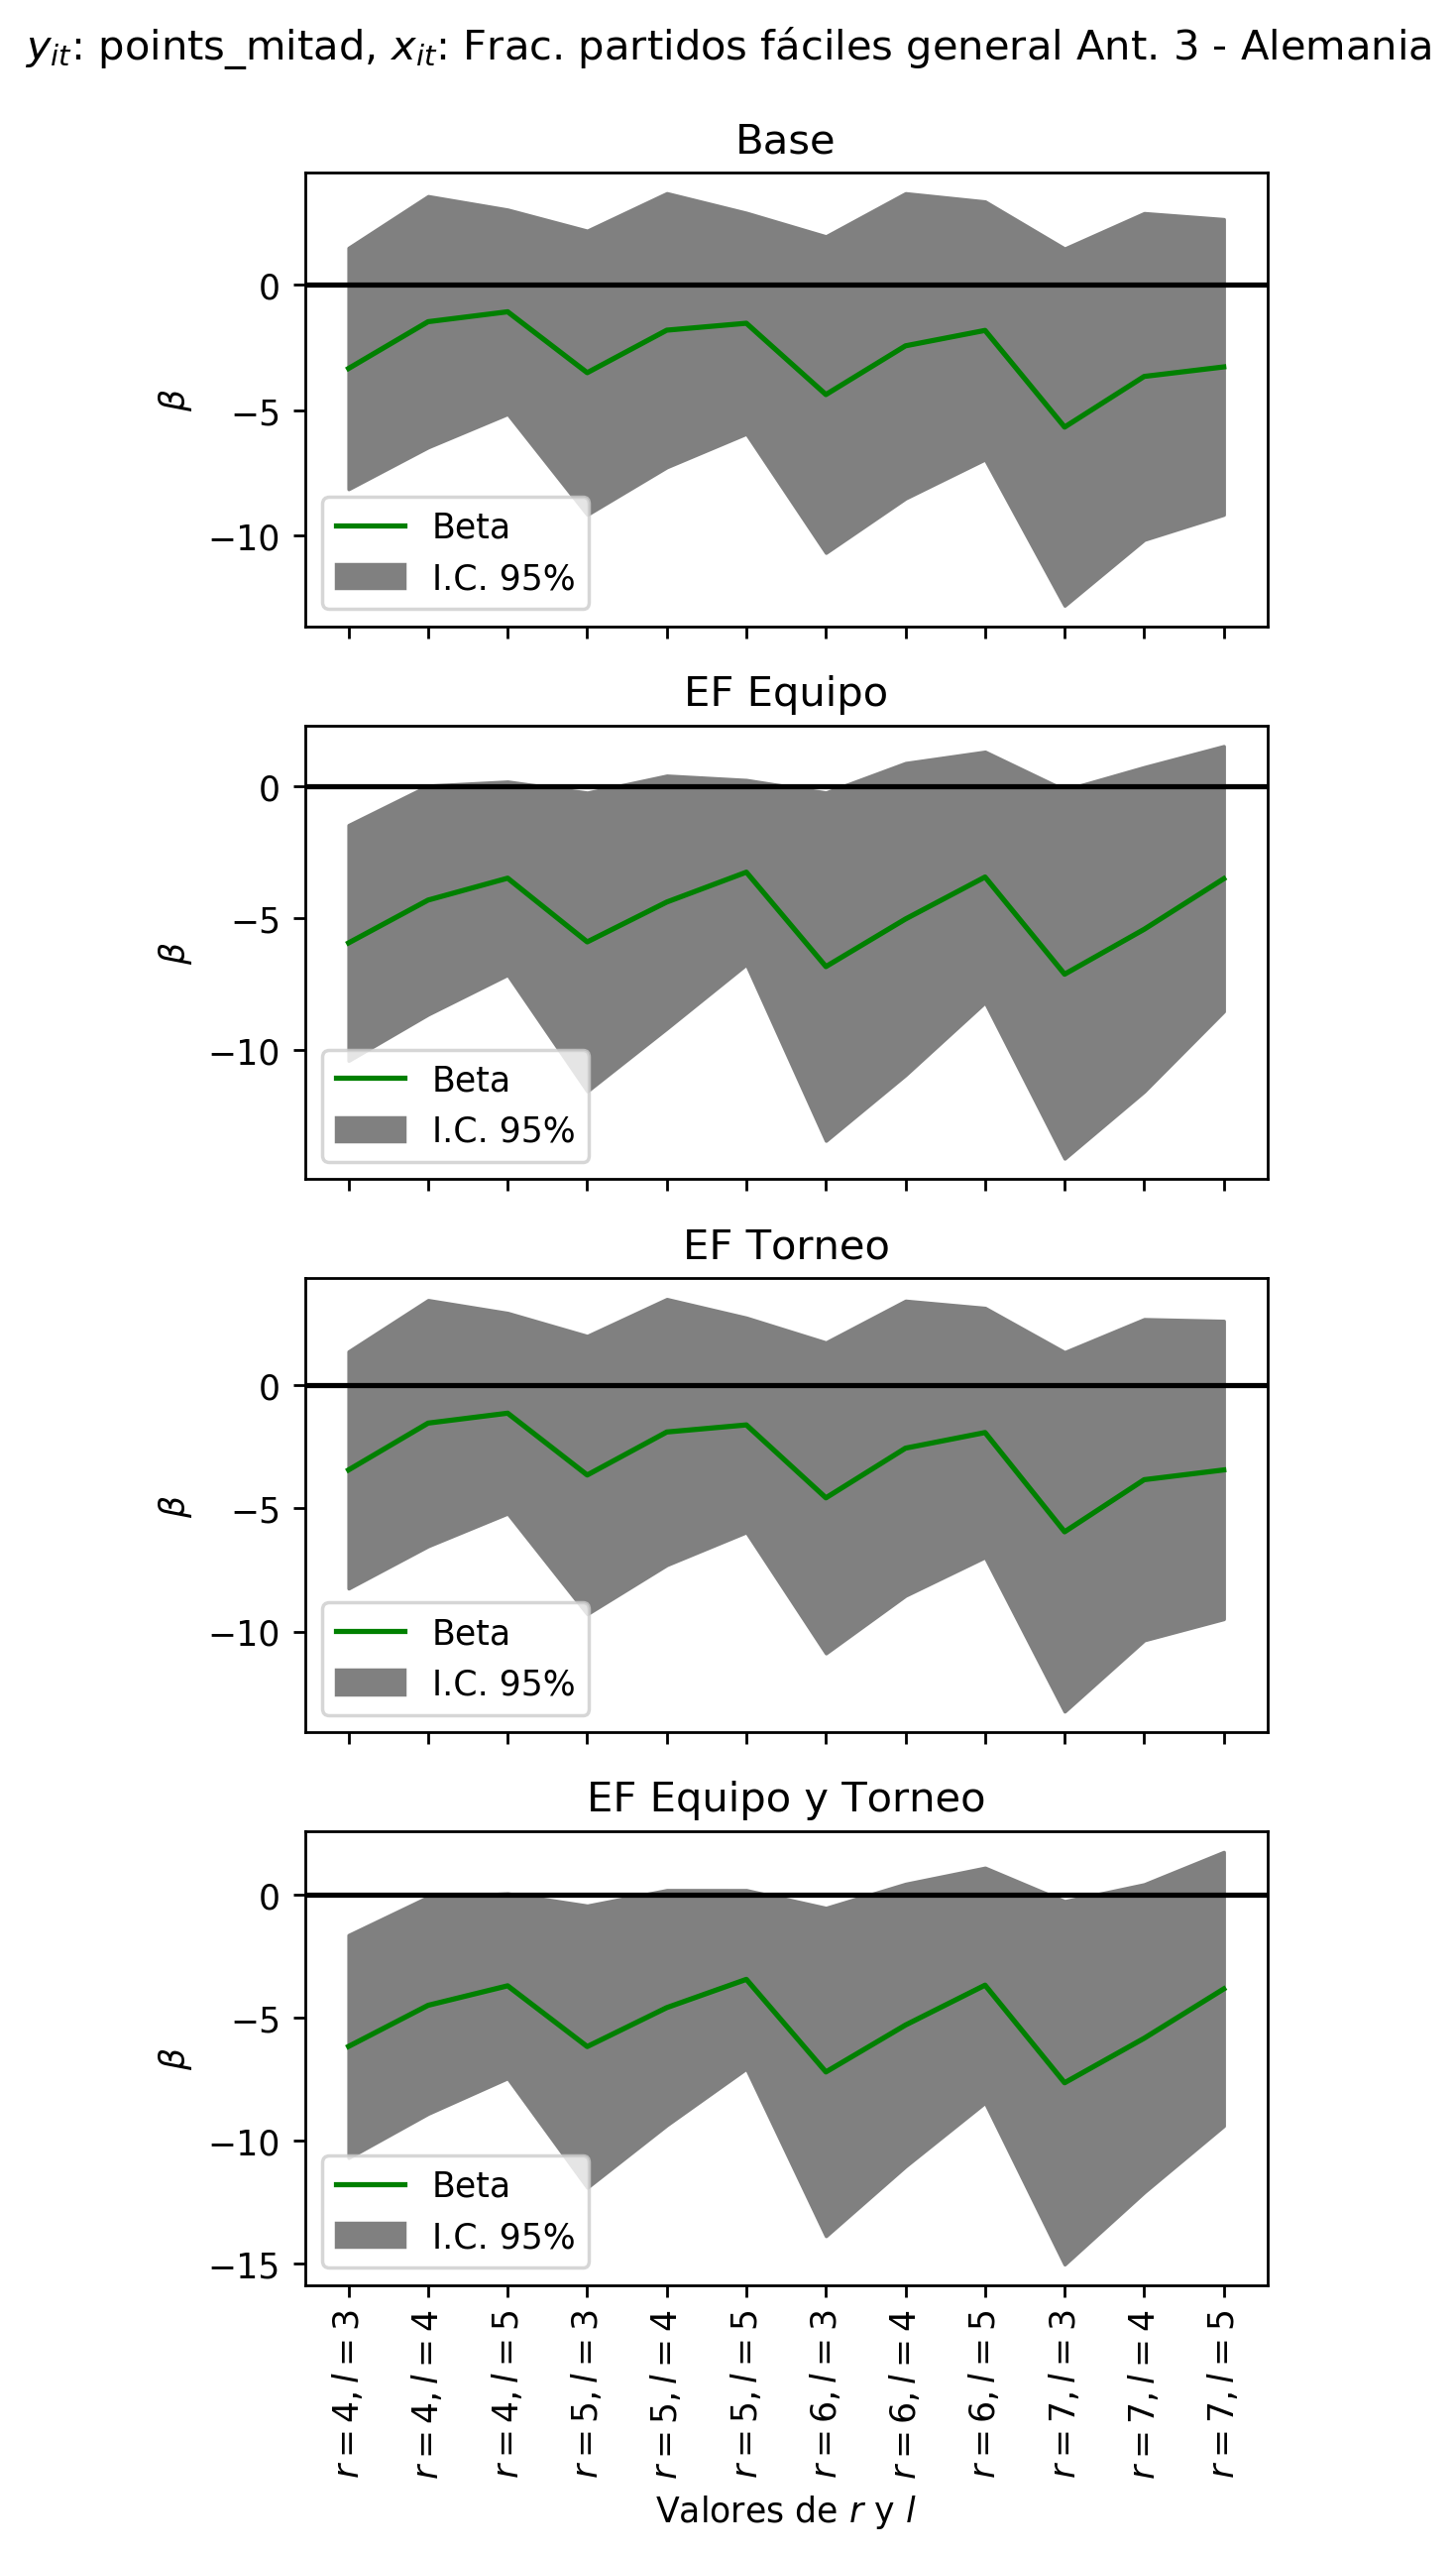 y_it: points_mitad, x_it: Frac. partidos fáciles general Ant. 3 - Alemania
Base
0
−5
−10
β
Beta
I.C. 95%
EF Equipo
0
−5
−10
β
Beta
I.C. 95%
EF Torneo
0
−5
−10
β
Beta
I.C. 95%
EF Equipo y Torneo
0
−5
−10
−15
β
Beta
I.C. 95%
r = 4, l = 3
r = 4, l = 4
r = 4, l = 5
r = 5, l = 3
r = 5, l = 4
r = 5, l = 5
r = 6, l = 3
r = 6, l = 4
r = 6, l = 5
r = 7, l = 3
r = 7, l = 4
r = 7, l = 5
Valores de r y l